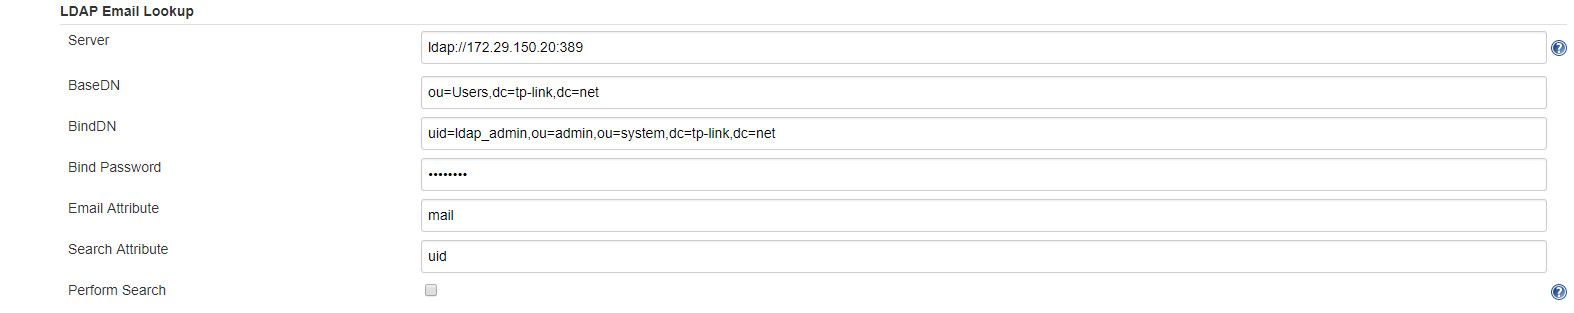 LDAP Email Lookup
Server
ldap://172.29.150.20:389
BaseDN
ou=Users,dc=tp-link,dc=net
BindDN
uid=ldap_admin,ou=admin,ou=system,dc=tp-link,dc=net
Bind Password
••••••••
Email Attribute
mail
Search Attribute
uid
Perform Search